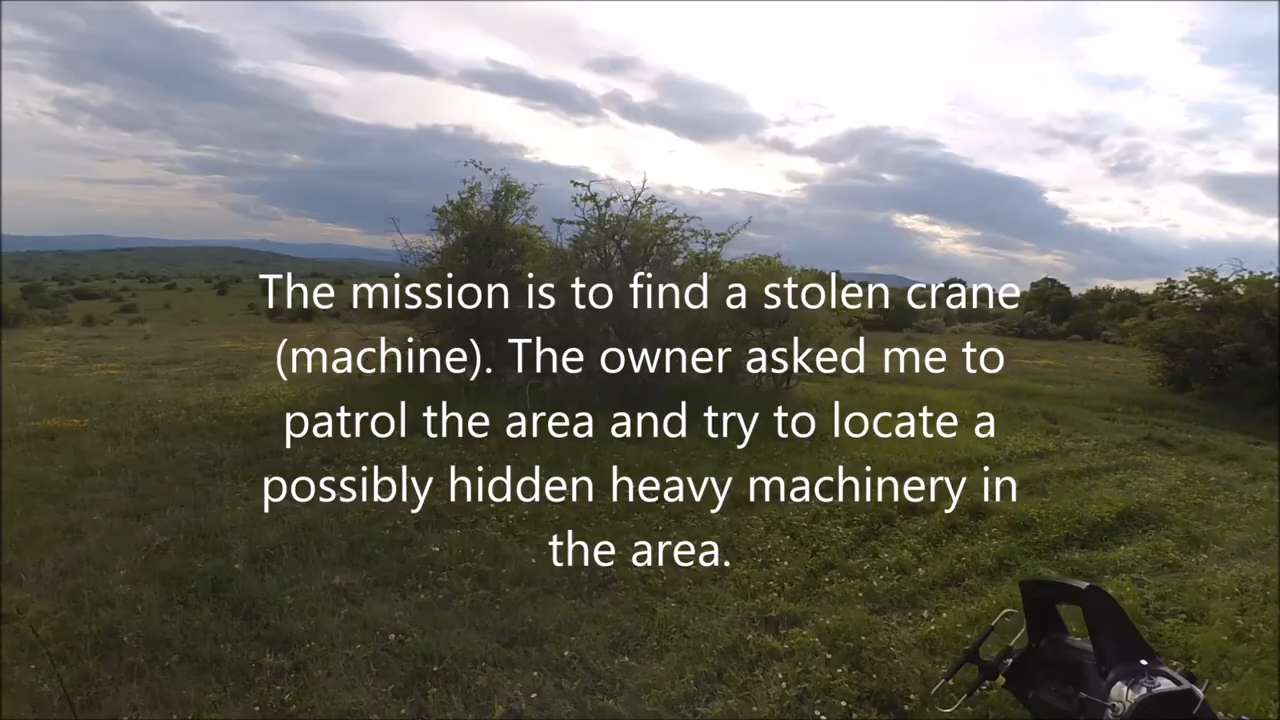 The mission is to find a stolen crane
(machine). The owner asked me to
patrol the area and try to locate a
possibly hidden heavy machinery in
the area.